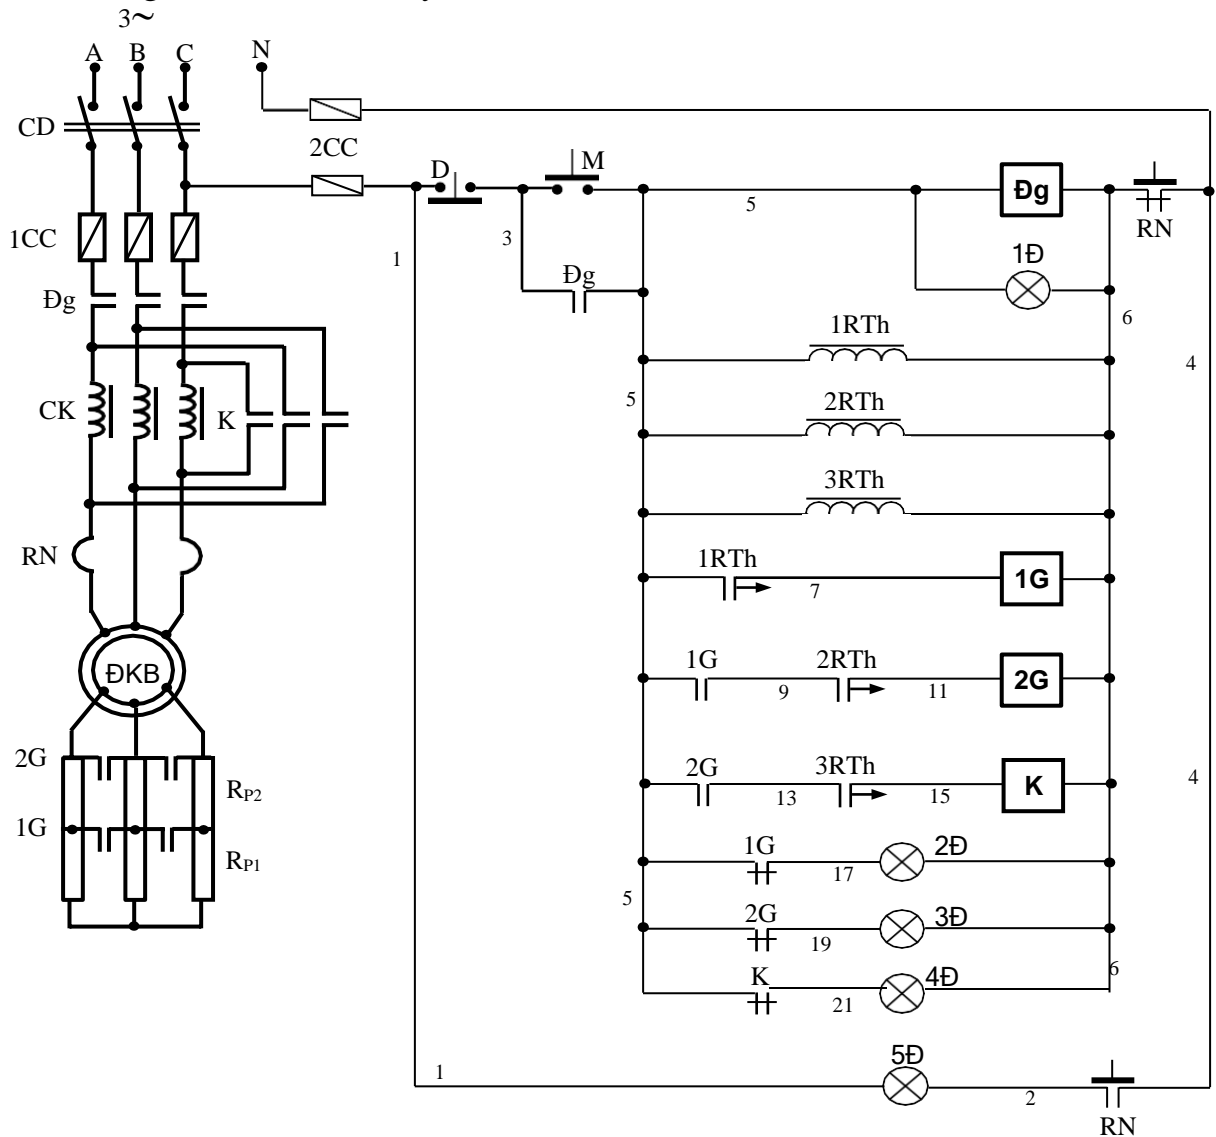 3~
A B C N
CD
2CC
D M
Đg
RN
1CC
5
3
1
1Đ
Đg
Đg
6
1RTh
4
CK
K
5
2RTh
3RTh
RN
1RTh
7
1G
ĐKB
1G
9
2RTh
11
2G
2G
RP2
2G
13
3RTh
15
K
4
1G
RP1
1G
17
2Đ
5
2G
19
3Đ
K
21
4Đ
6
5Đ
1
2
RN